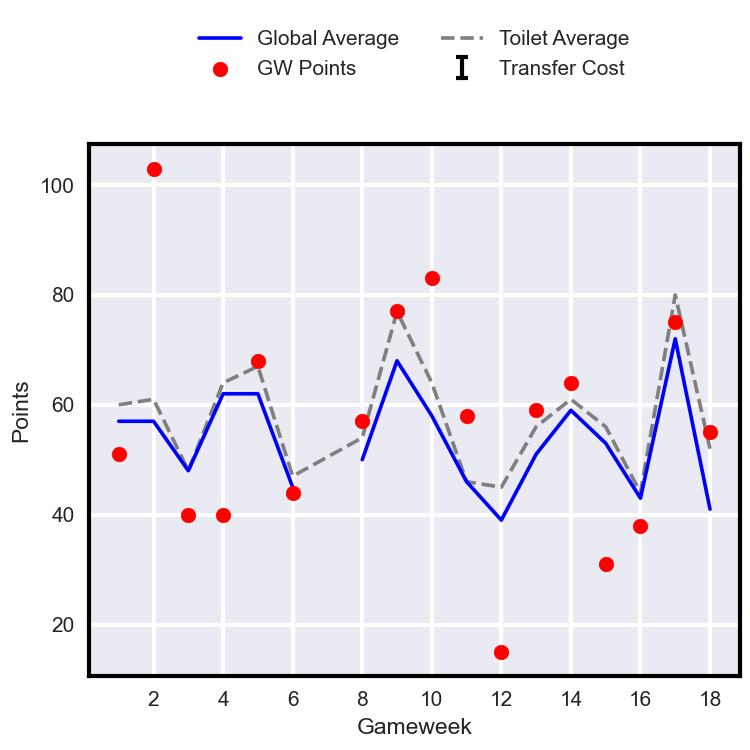 Global Average
Toilet Average
GW Points
Transfer Cost
100
80
60
40
20
Points
2 4 6 8 10 12 14 16 18
Gameweek